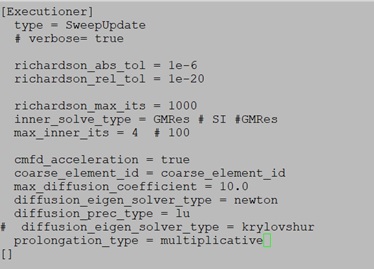 [Executioner]
type = SweepUpdate
# verbose= true
richardson_abs_tol = 1e-6
richardson_rel_tol = 1e-20
richardson_max_its = 1000
inner_solve_type = GMRes # SI #GMRes
max_inner_its = 4 # 100
cmfd_acceleration = true
coarse_element_id = coarse_element_id
max_diffusion_coefficient = 10.0
diffusion_eigen_solver_type = newton
diffusion_prec_type = lu
# diffusion_eigen_solver_type = krylovshur
prolongation_type = multiplicative
[]